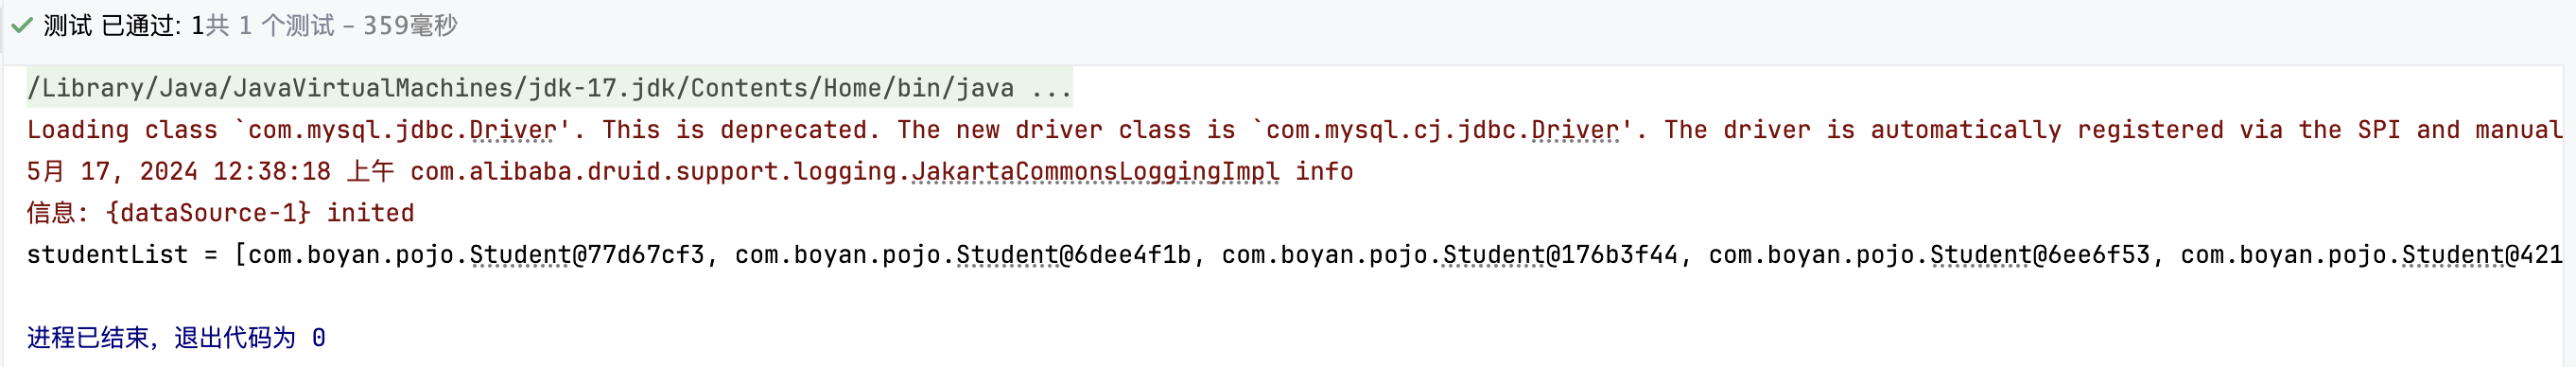 测试 已通过: 1共 1 个测试 – 359毫秒
/Library/Java/JavaVirtualMachines/jdk-17.jdk/Contents/Home/bin/java ...
Loading class `com.mysql.jdbc.Driver'. This is deprecated. The new driver class is `com.mysql.cj.jdbc.Driver'. The driver is automatically registered via the SPI and manual
5月 17, 2024 12:38:18 上午 com.alibaba.druid.support.logging.JakartaCommonsLoggingImpl info
信息: {dataSource-1} inited
studentList = [com.boyan.pojo.Student@77d67cf3, com.boyan.pojo.Student@6dee4f1b, com.boyan.pojo.Student@176b3f44, com.boyan.pojo.Student@6ee6f53, com.boyan.pojo.Student@421
进程已结束，退出代码为 0